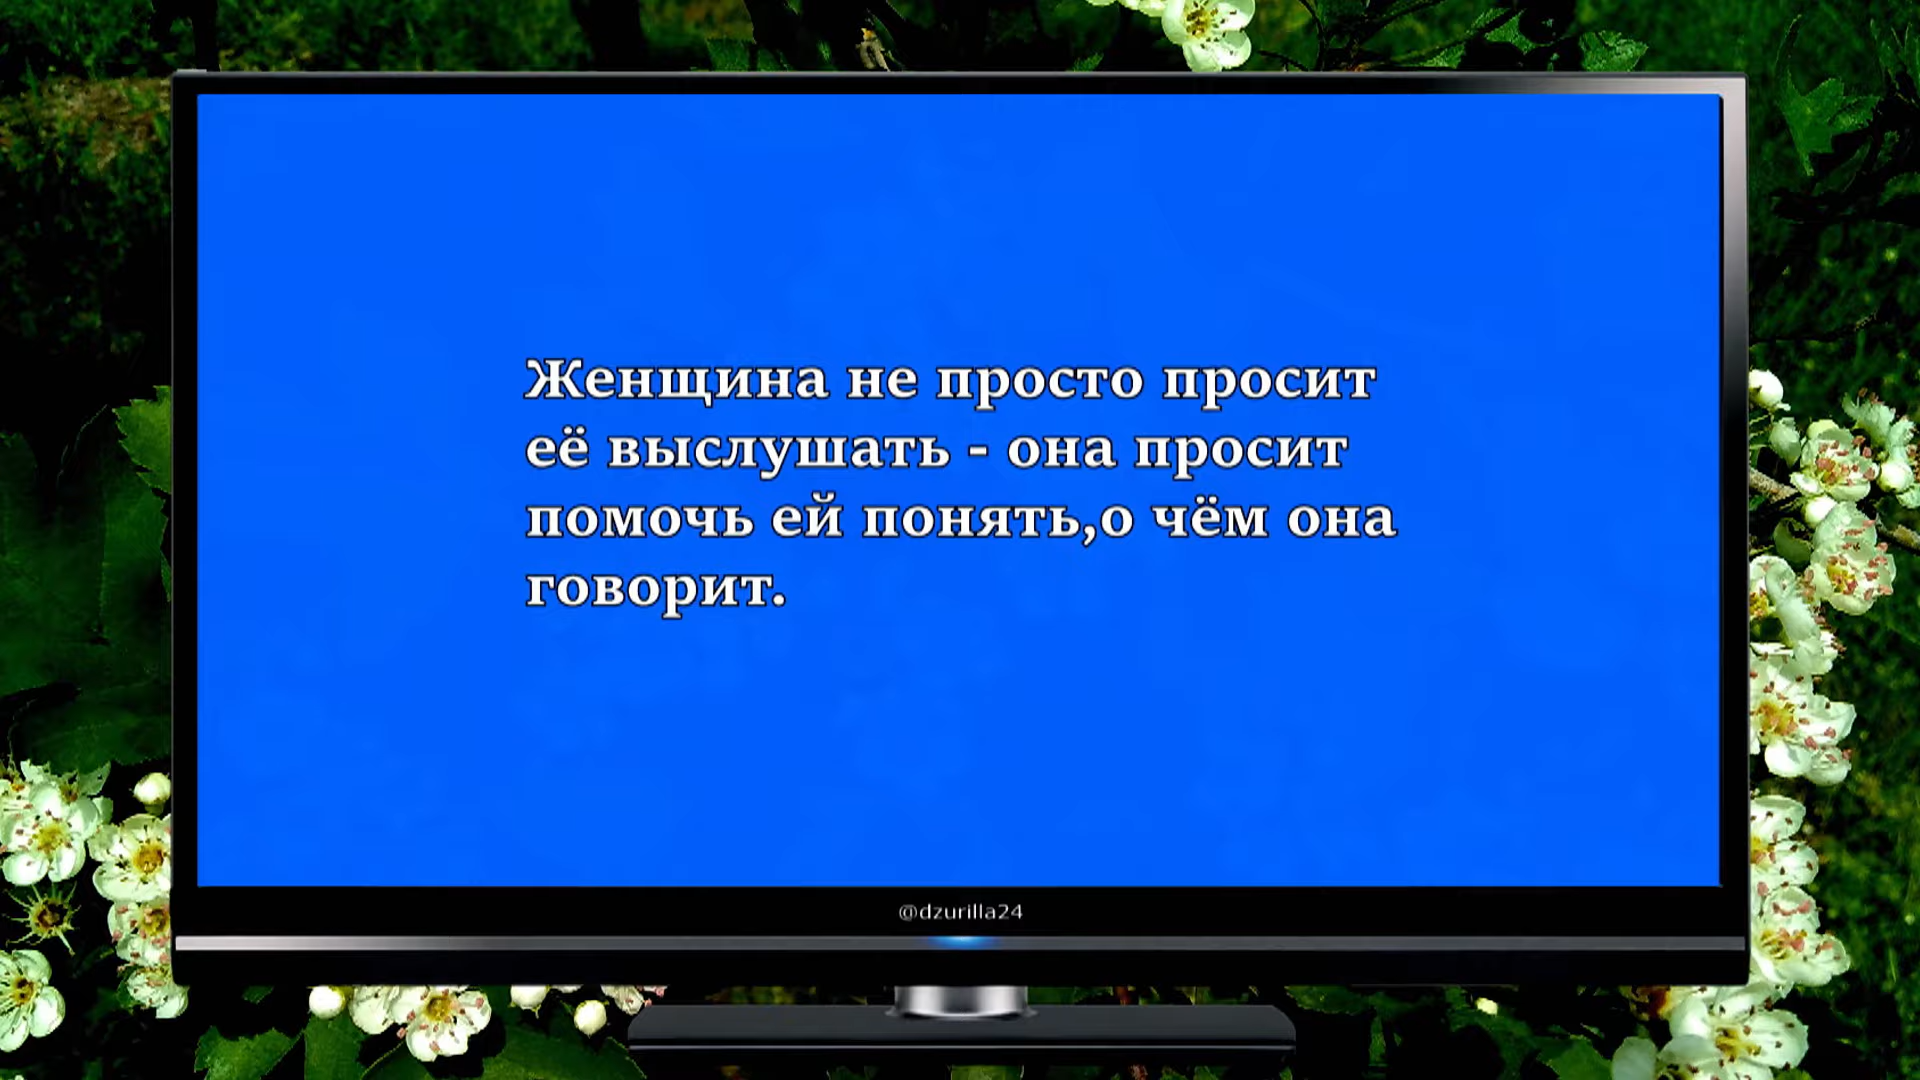 Женщина не просто просит
её выслушать - она просит
помочь ей понять,о чём она
говорит.
@dzurilla24